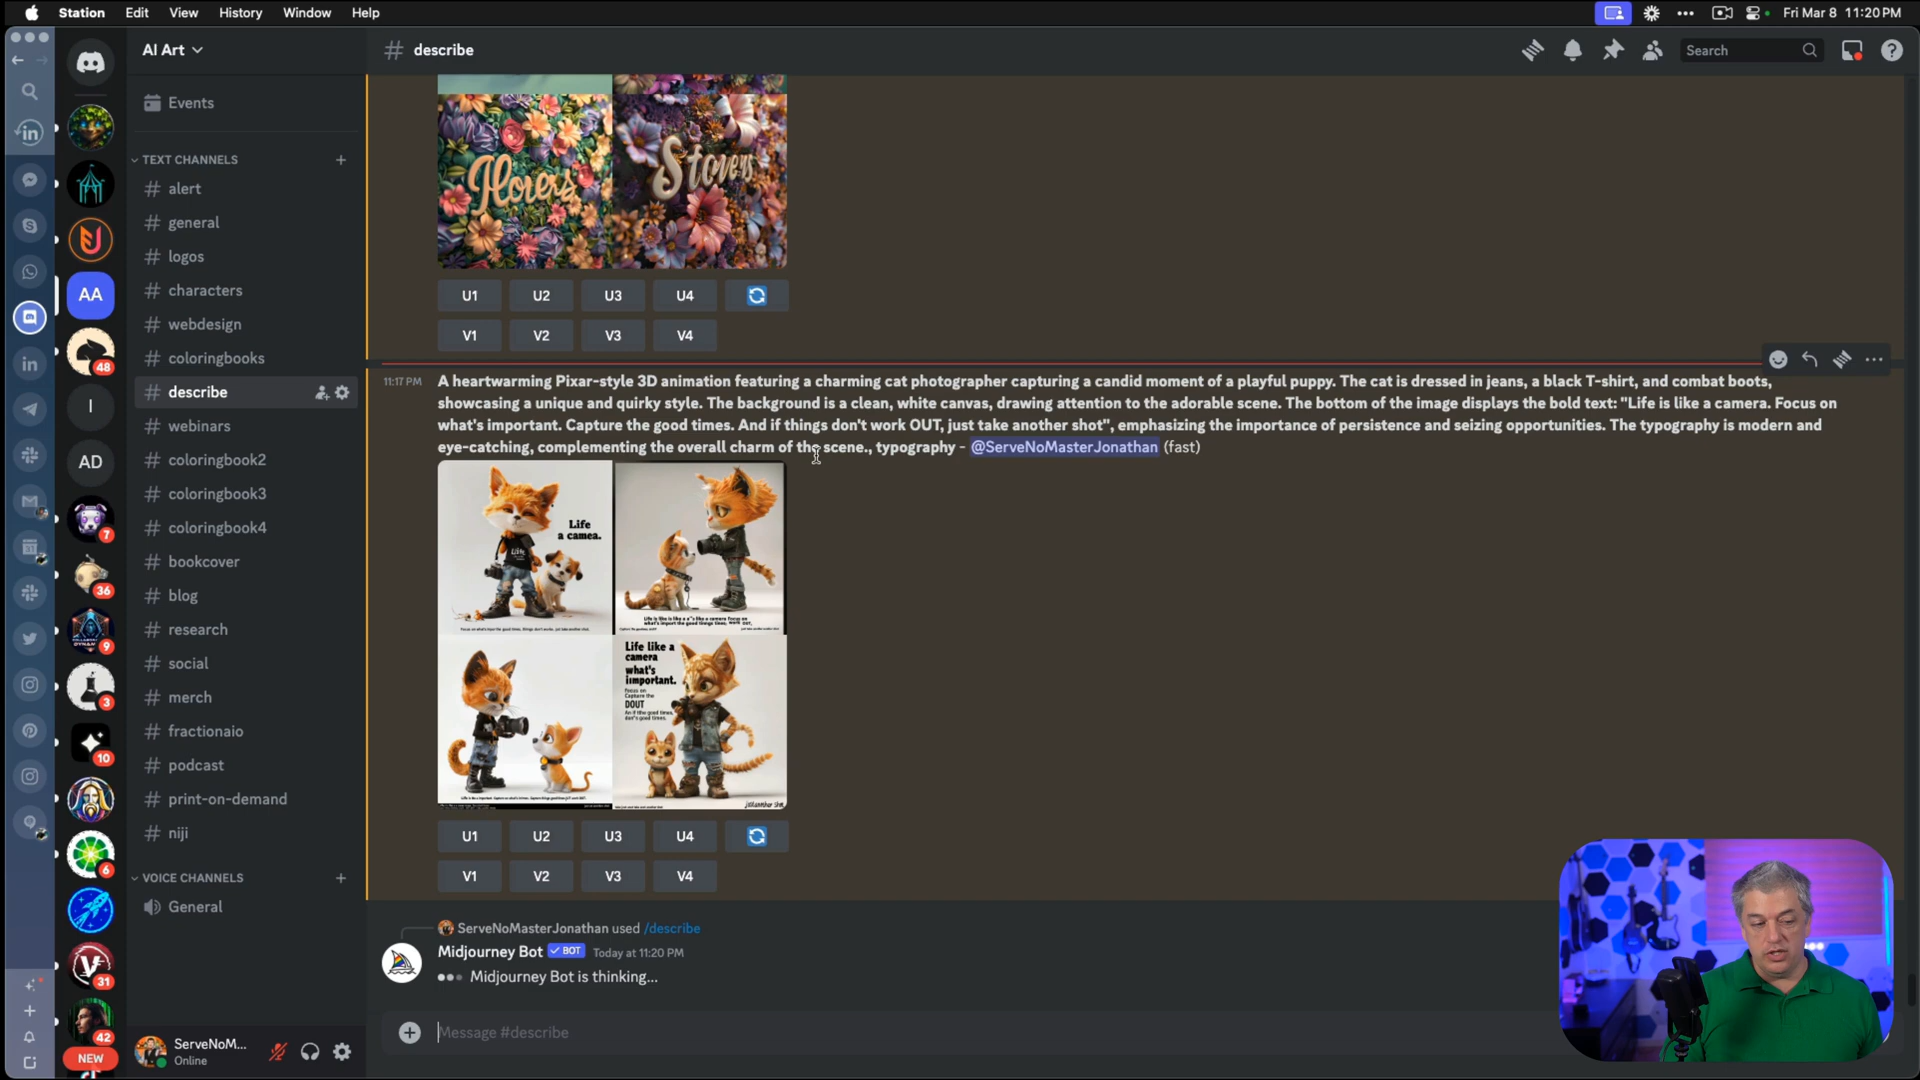 Station Edit View History Window Help
Fri Mar 8 11:20 PM
AI Art
# describe
Search
Events
TEXT CHANNELS
# alert
# general
# logos
# characters
# webdesign
# coloringbooks
# describe
# webinars
# coloringbook2
# coloringbook3
# coloringbook4
# bookcover
# blog
# research
# social
# merch
# fractionaio
# podcast
# print-on-demand
# niji
VOICE CHANNELS
General
ServeNoM...
Online
AA
48
I
AD
7
36
9
3
10
6
31
42
NEW
Horers
Stovers
U1 U2 U3 U4
V1 V2 V3 V4
11:17 PM
A heartwarming Pixar-style 3D animation featuring a charming cat photographer capturing a candid moment of a playful puppy. The cat is dressed in jeans, a black T-shirt, and combat boots,
showcasing a unique and quirky style. The background is a clean, white canvas, drawing attention to the adorable scene. The bottom of the image displays the bold text: "Life is like a camera. Focus on
what's important. Capture the good times. And if things don't work OUT, just take another shot", emphasizing the importance of persistence and seizing opportunities. The typography is modern and
eye-catching, complementing the overall charm of the scene., typography - @ServeNoMasterJonathan (fast)
Life
a camea.
Life like a
camera
what's
iimportant.
Focus on
Capture the
DOUT
U1 U2 U3 U4
V1 V2 V3 V4
ServeNoMasterJonathan used /describe
Midjourney Bot BOT Today at 11:20 PM
Midjourney Bot is thinking...
Message #describe